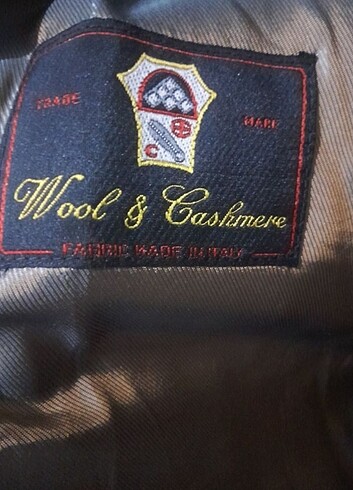 TRADE MARK
Wool & Cashmere
FABRIC MADE IN ITALY